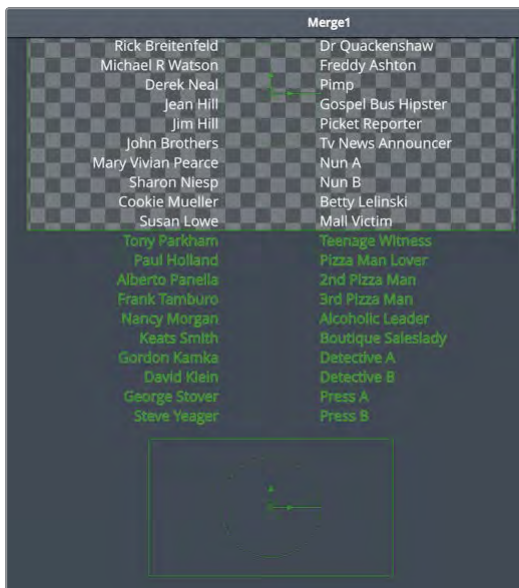 Merge1
Rick Breitenfeld Dr Quackenshaw
Michael R Watson Freddy Ashton
Derek Neal Pimp
Jean Hill Gospel Bus Hipster
Jim Hill Picket Reporter
John Brothers Tv News Announcer
Mary Vivian Pearce Nun A
Sharon Niesp Nun B
Cookie Mueller Betty Lelinski
Susan Lowe Mall Victim
Tony Parkham Teenage Witness
Paul Holland Pizza Man Lover
Alberto Panella 2nd Pizza Man
Frank Tamburo 3rd Pizza Man
Nancy Morgan Alcoholic Leader
Keats Smith Boutique Saleslady
Gordon Kamka Detective A
David Klein Detective B
George Stover Press A
Steve Yeager Press B